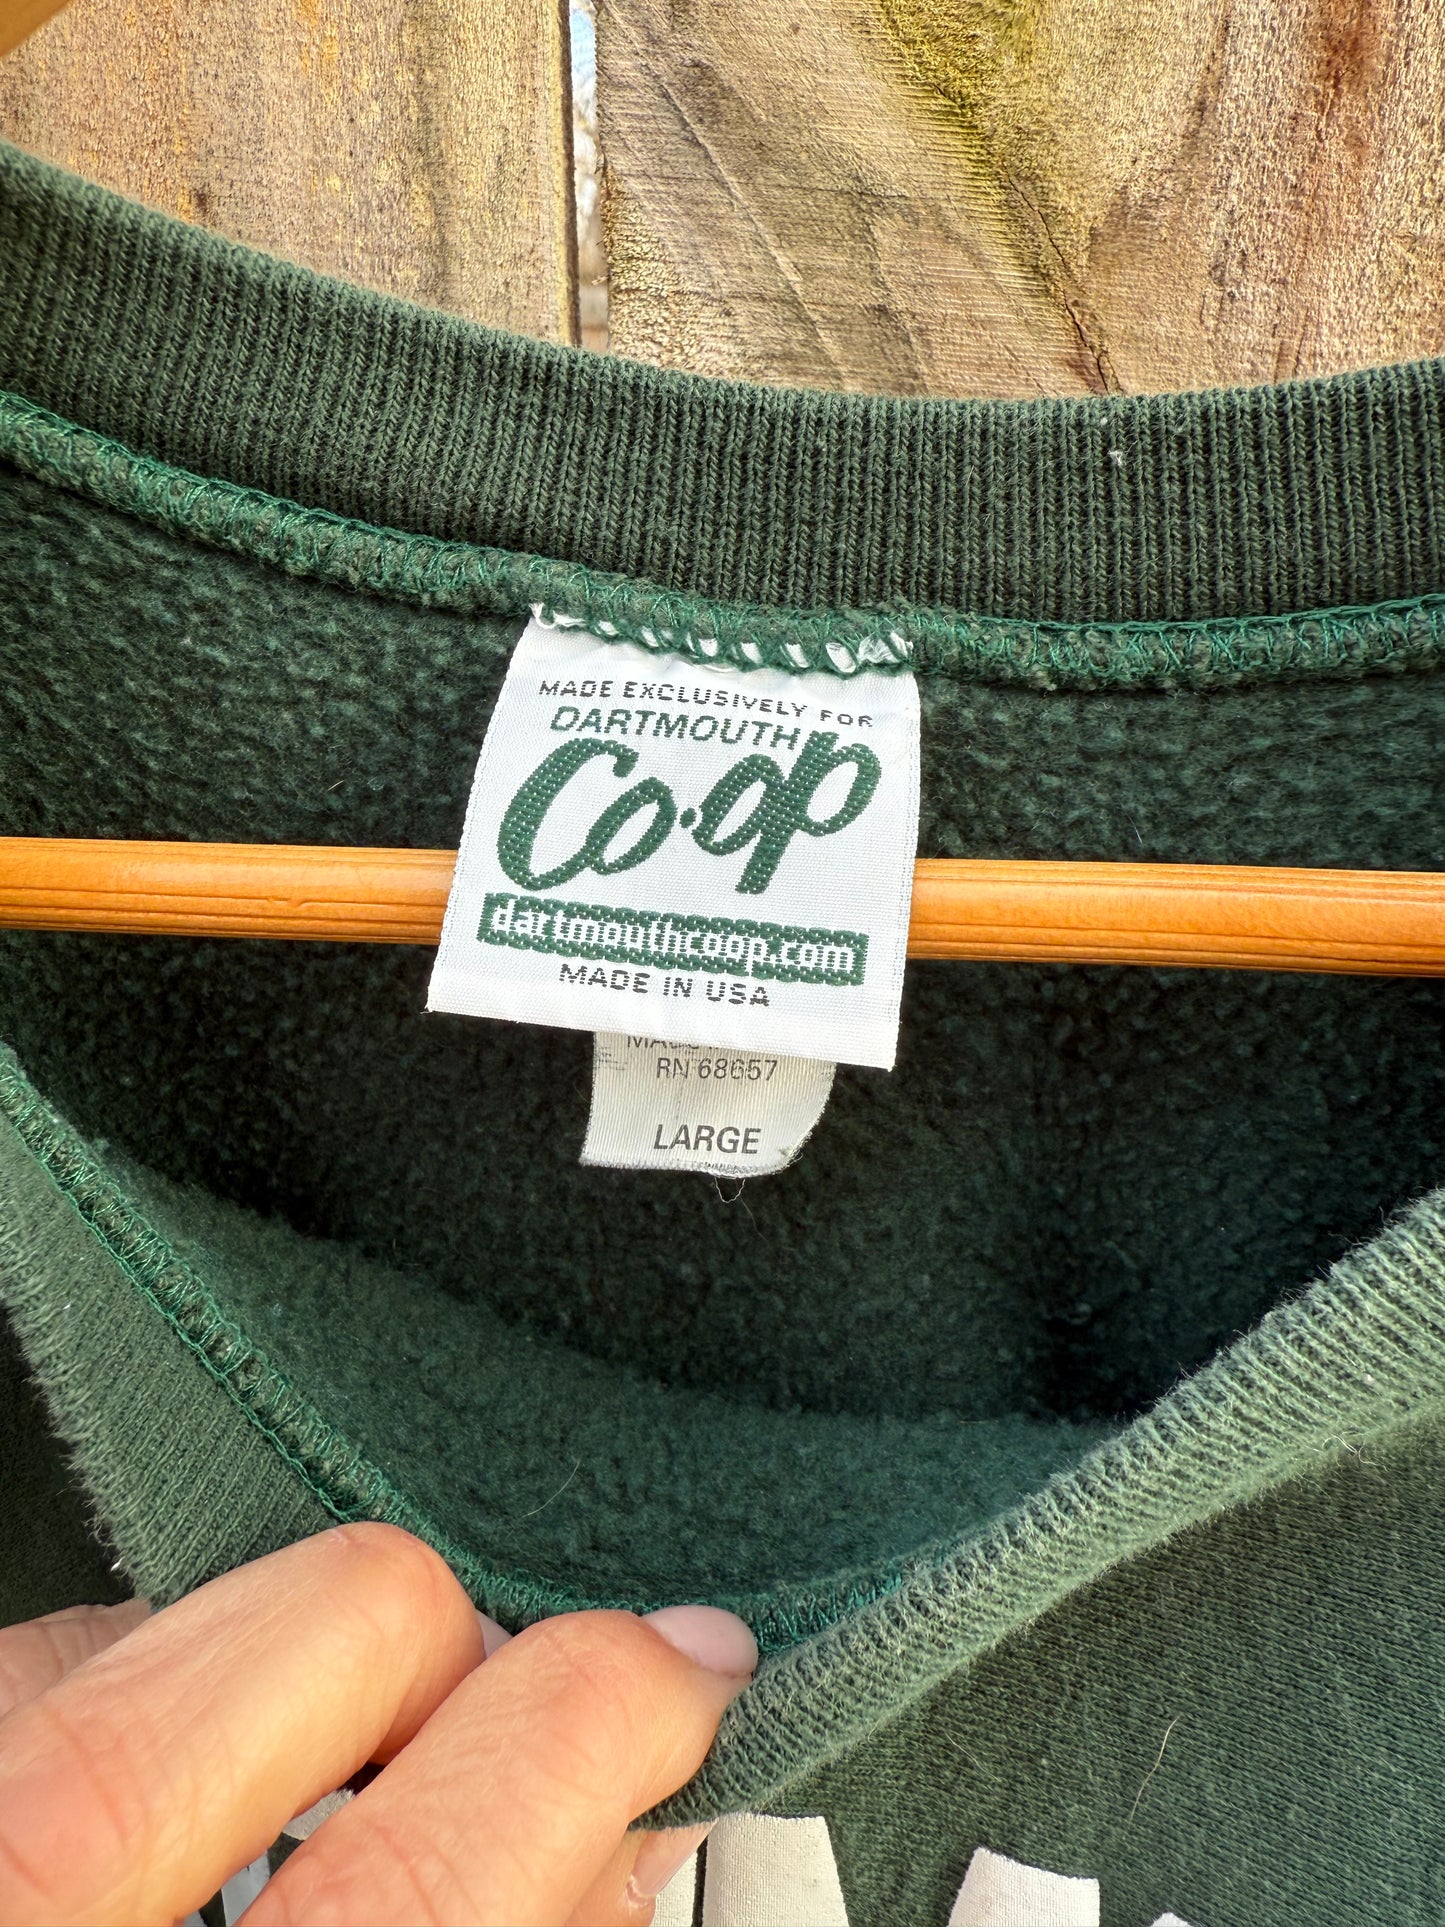 MADE EXCLUSIVELY FOR
DARTMOUTH
Co·op
dartmouthcoop.com
MADE IN USA
RN 68657
LARGE